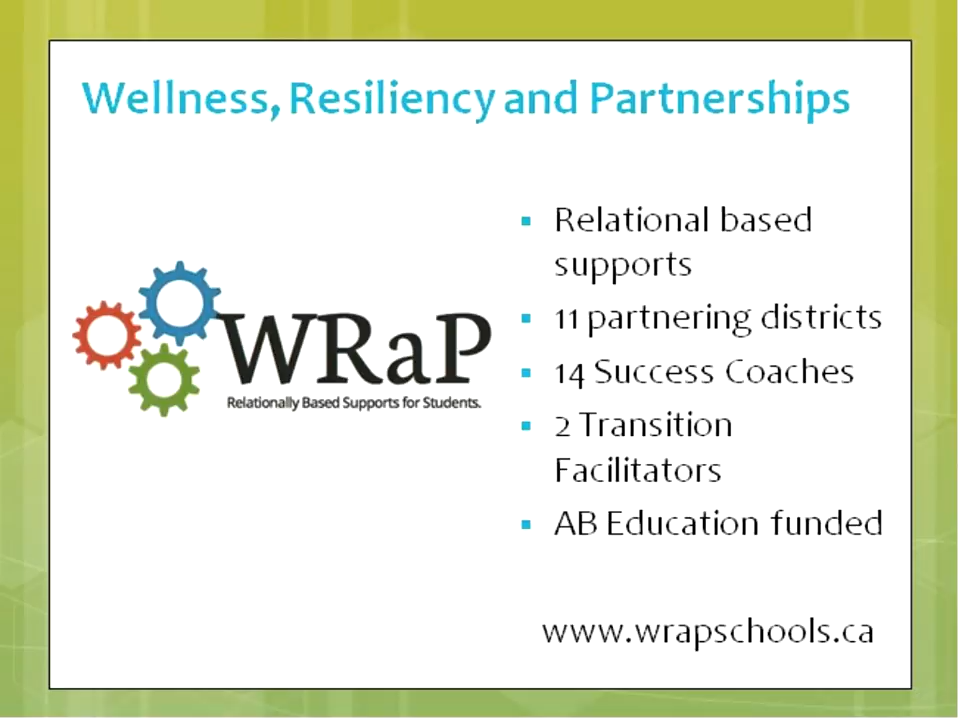 Wellness, Resiliency and Partnerships
WRaP
Relationally Based Supports for Students.
▪ Relational based
supports
▪ 11 partnering districts
▪ 14 Success Coaches
▪ 2 Transition
Facilitators
▪ AB Education funded
www.wrapschools.ca